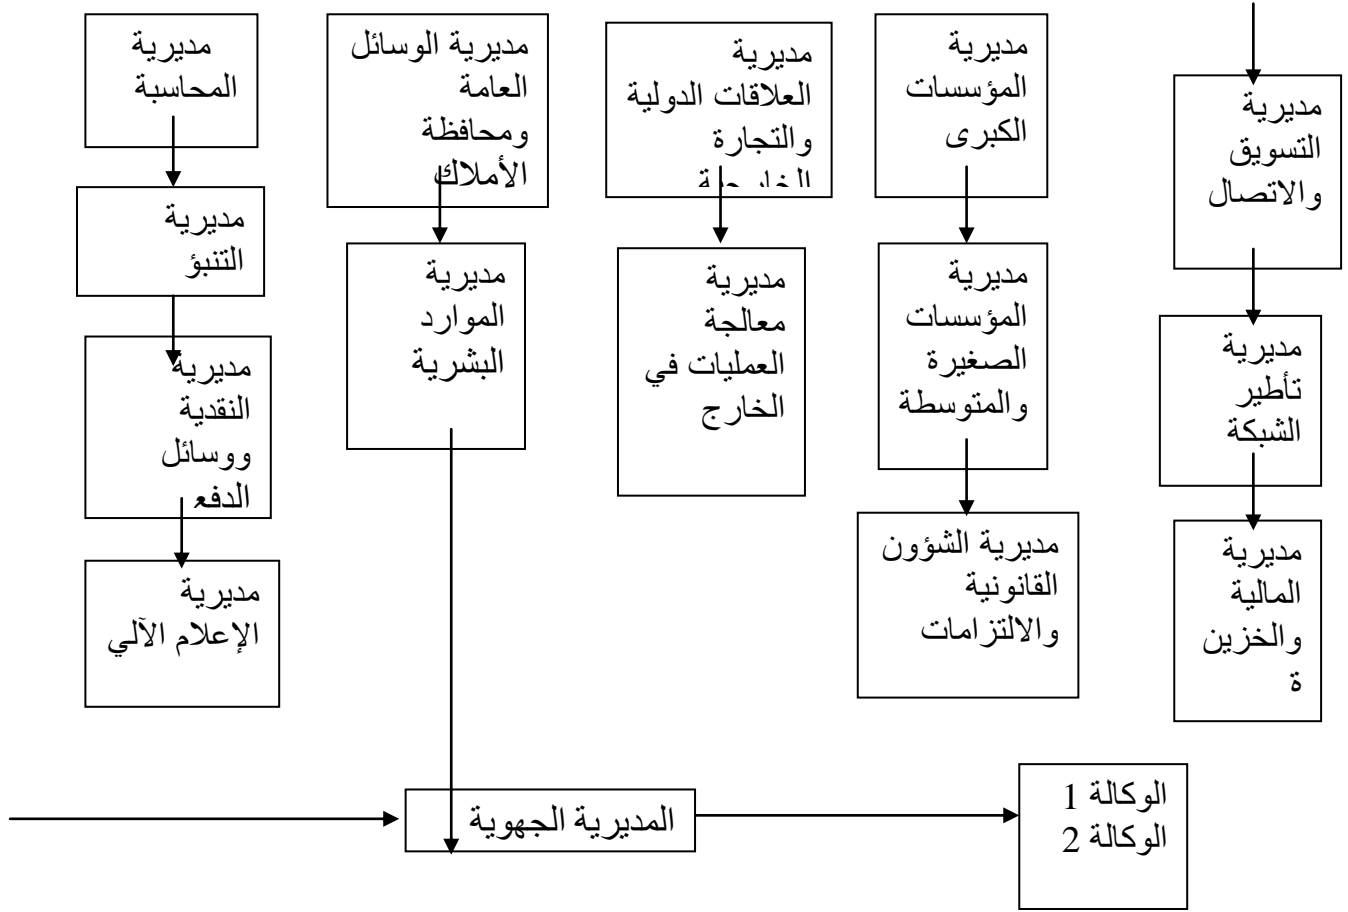 مديرية
التسويق
والاتصال
مديرية
تأطير
الشبكة
مديرية
المالية
والخزين
ة
مديرية
المؤسسات
الكبرى
مديرية
المؤسسات
الصغيرة
والمتوسطة
مديرية الشؤون
القانونية
والالتزامات
مديرية
العلاقات الدولية
والتجارة
الخارجية
مديرية
معالجة
العمليات في
الخارج
مديرية الوسائل
العامة
ومحافظة
الأملاك
مديرية
الموارد
البشرية
مديرية
المحاسبة
مديرية
التنبؤ
مديرية
النقدية
ووسائل
الدفع
مديرية
الإعلام الآلي
المديرية الجهوية
الوكالة 1
الوكالة 2